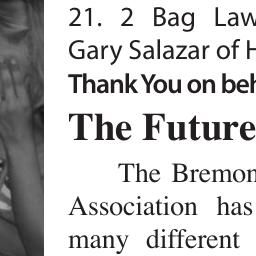 21. 2 Bag Law
Gary Salazar of H
Thank You on beh
The Future
The Bremon
Association has
many different